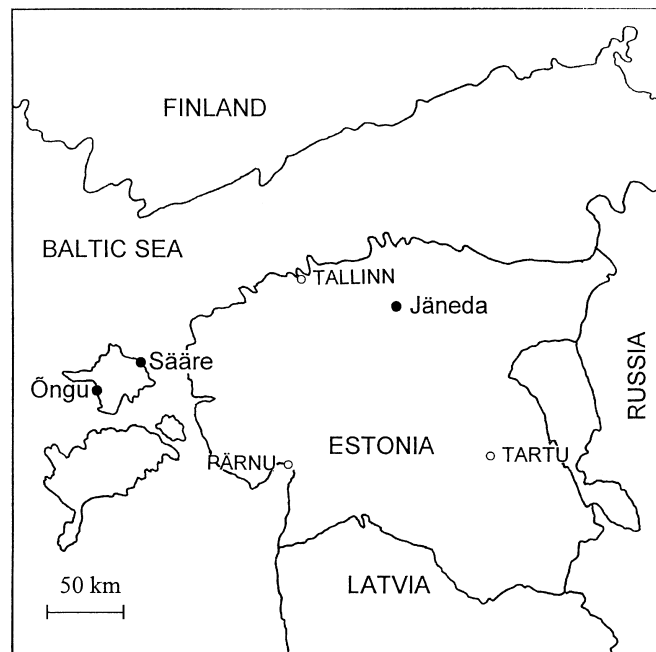 FINLAND
BALTIC SEA
TALLINN
Jäneda
Sääre
Õngu
RUSSIA
ESTONIA
PÄRNU
TARTU
50 km
LATVIA